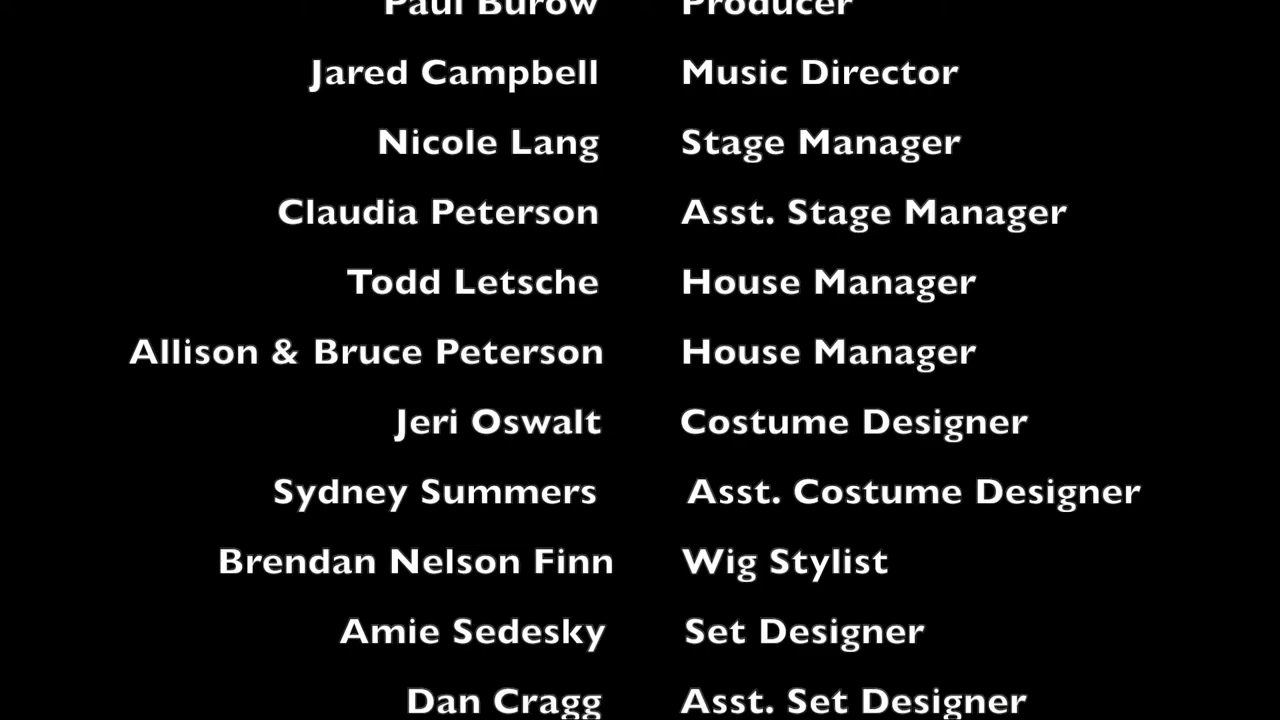 Paul Burow Producer
Jared Campbell Music Director
Nicole Lang Stage Manager
Claudia Peterson Asst. Stage Manager
Todd Letsche House Manager
Allison & Bruce Peterson House Manager
Jeri Oswalt Costume Designer
Sydney Summers Asst. Costume Designer
Brendan Nelson Finn Wig Stylist
Amie Sedesky Set Designer
Dan Cragg Asst. Set Designer